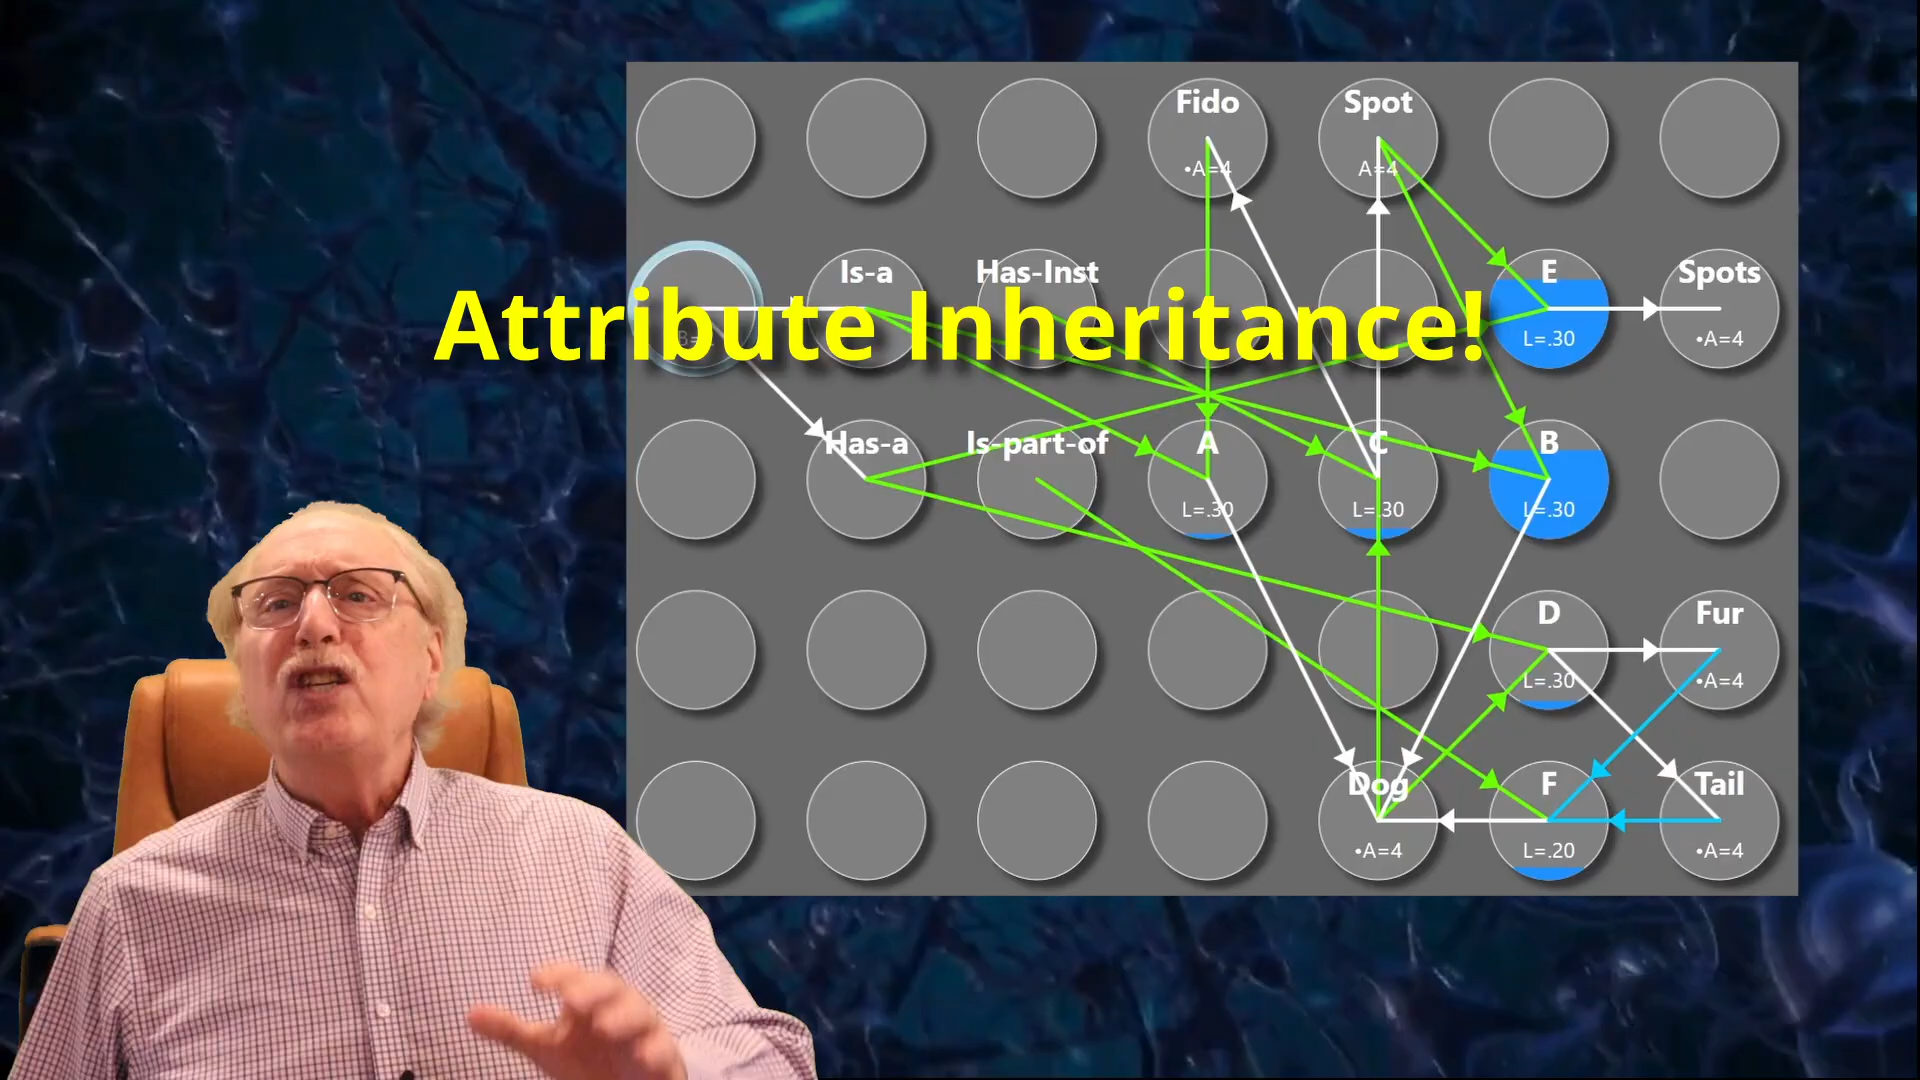 Fido
Spot
•A=4
A=4
Is-a
Has-Inst
E
Spots
Attribute Inheritance!
L=.30
•A=4
Has-a
Is-part-of
A
C
B
L=.30
L=.30
L=.30
D
Fur
L=.30
•A=4
Dog
F
Tail
•A=4
L=.20
•A=4